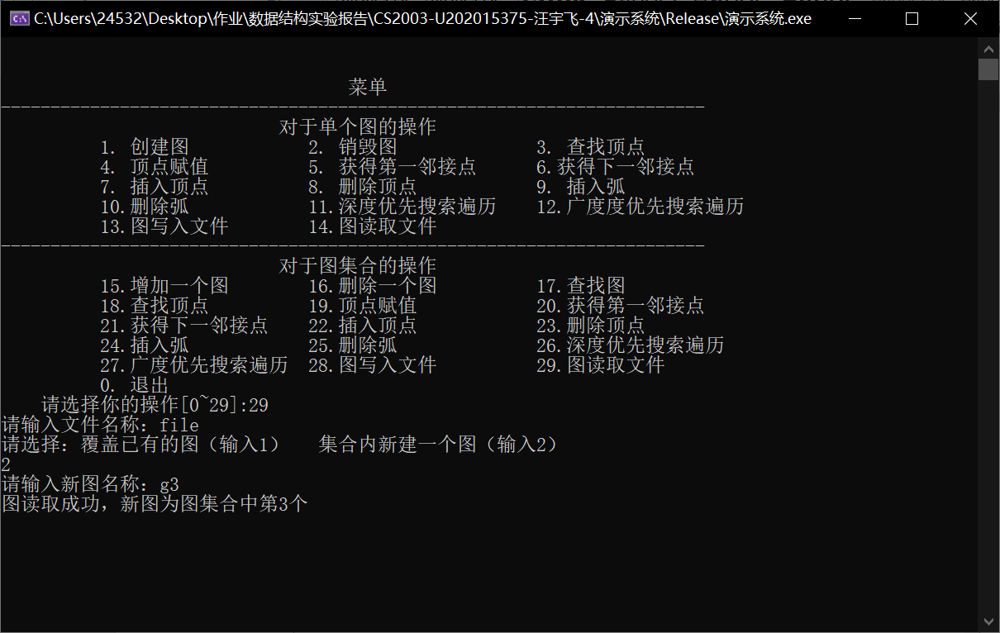 C:\Users\24532\Desktop\作业\数据结构实验报告\CS2003-U202015375-汪宇飞-4\演示系统\Release\演示系统.exe
菜单
-----------------------------------------------------------------------
对于单个图的操作
1. 创建图 2. 销毁图 3. 查找顶点
4. 顶点赋值 5. 获得第一邻接点 6.获得下一邻接点
7. 插入顶点 8. 删除顶点 9. 插入弧
10.删除弧 11.深度优先搜索遍历 12.广度度优先搜索遍历
13.图写入文件 14.图读取文件
-----------------------------------------------------------------------
对于图集合的操作
15.增加一个图 16.删除一个图 17.查找图
18.查找顶点 19.顶点赋值 20.获得第一邻接点
21.获得下一邻接点 22.插入顶点 23.删除顶点
24.插入弧 25.删除弧 26.深度优先搜索遍历
27.广度优先搜索遍历 28.图写入文件 29.图读取文件
0. 退出
请选择你的操作[0~29]:29
请输入文件名称：file
请选择：覆盖已有的图（输入1） 集合内新建一个图（输入2）
2
请输入新图名称：g3
图读取成功，新图为图集合中第3个